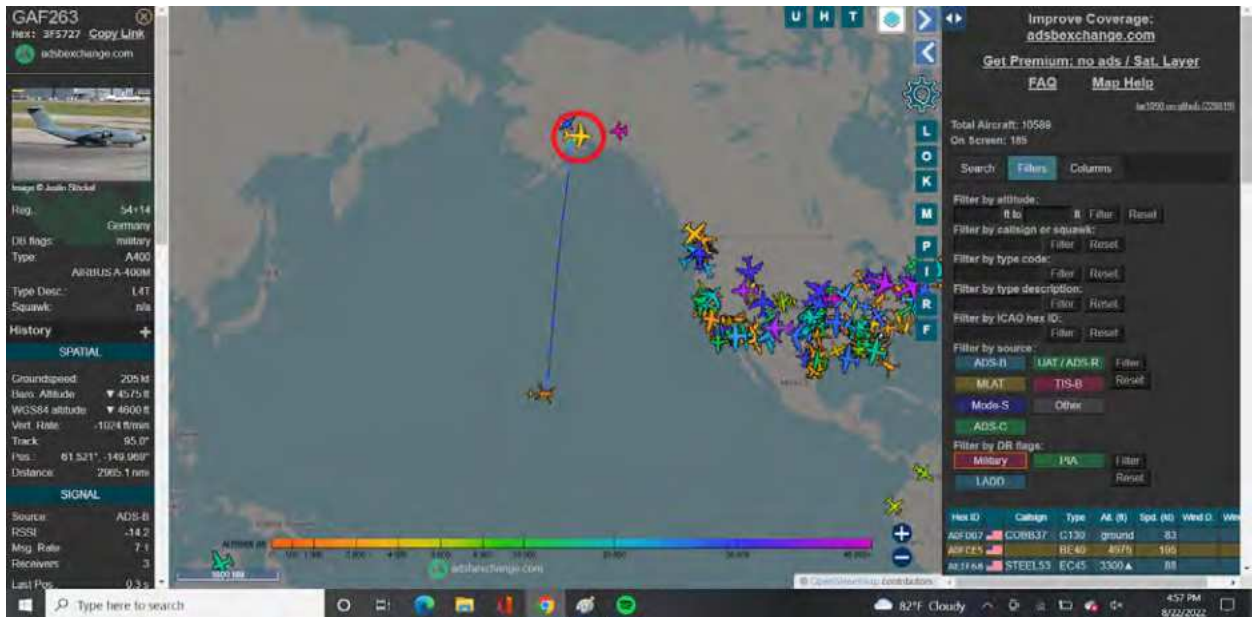 GAF263
Hex: 3F5727 Copy Link
adsbexchange.com
Image © Justin Stöckel
Reg.: 54+14
Germany
DB flags: military
Type: A400
AIRBUS A-400M
Type Desc.: L4T
Squawk: n/a
History +
SPATIAL
Groundspeed: 205 kt
Baro. Altitude: ▼ 4575 ft
WGS84 altitude ▼ 4600 ft
Vert. Rate: -1024 ft/min
Track: 95.0°
Pos.: 61.521°, -149.969°
Distance: 2965.1 nmi
SIGNAL
Source: ADS-B
RSSI: -14.2
Msg. Rate: 7.1
Receivers: 3
Last Pos.: 0.3 s
U H T
L
O
K
M
P
I
R
F
MÉXICO
adsbexchange.com
© OpenStreetMap contributors
Improve Coverage:
adsbexchange.com
Get Premium: no ads / Sat. Layer
FAQ Map Help
Total Aircraft: 10589
On Screen: 185
Search Filters Columns
Filter by altitude:
ft to ft Filter Reset
Filter by callsign or squawk:
Filter Reset
Filter by type code:
Filter Reset
Filter by type description:
Filter Reset
Filter by ICAO hex ID:
Filter Reset
Filter by source:
ADS-B UAT / ADS-R Filter
MLAT TIS-B Reset
Mode-S Other
ADS-C
Filter by DB flags:
Military PIA Filter
LADD Reset
Hex ID Callsign Type Alt. (ft) Spd. (kt) Wind D.
COBB37 C130 ground 83
BE40 4975 195
STEEL53 EC45 3300▲ 88
Type here to search
82°F Cloudy
4:57 PM
8/22/2022